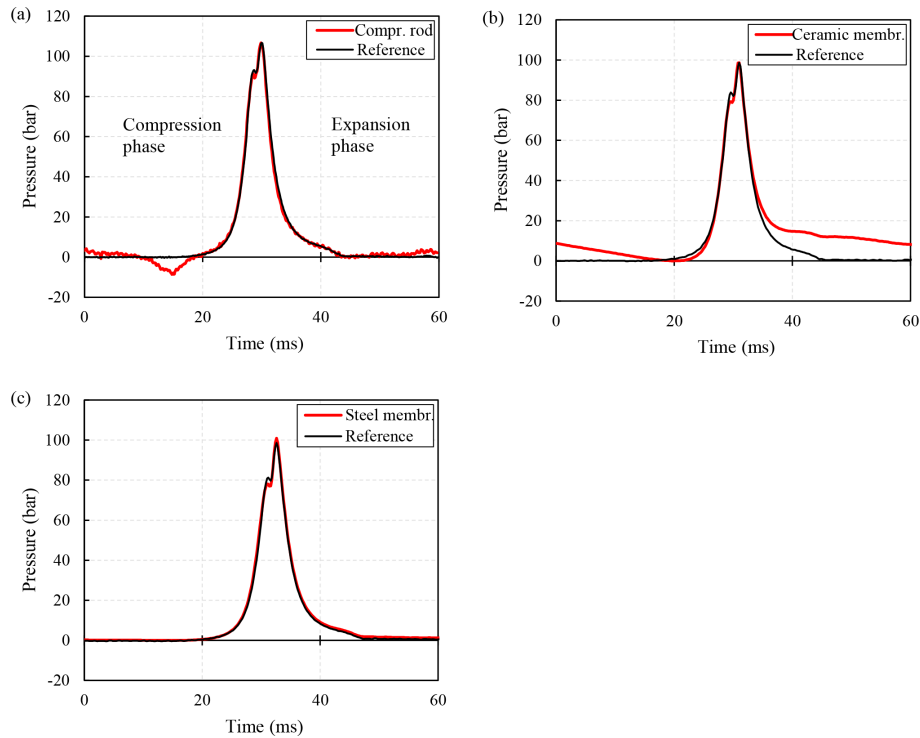 (a)
Compr. rod
Reference
120
100
80
60
40
20
0
-20
Pressure (bar)
Compression
phase
Expansion
phase
0 20 40 60
Time (ms)
(b)
Ceramic membr.
Reference
120
100
80
60
40
20
0
-20
Pressure (bar)
0 20 40 60
Time (ms)
(c)
Steel membr.
Reference
120
100
80
60
40
20
0
-20
Pressure (bar)
0 20 40 60
Time (ms)